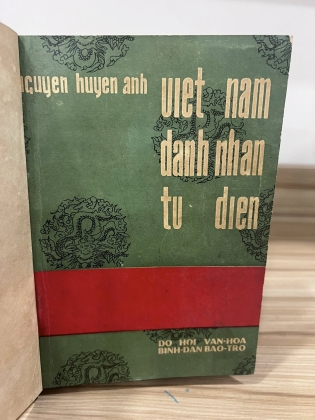 nguyen huyen anh
viet nam
danh nhan
tu dien
DO HOI VAN-HOA
BINH-DAN BAO-TRO